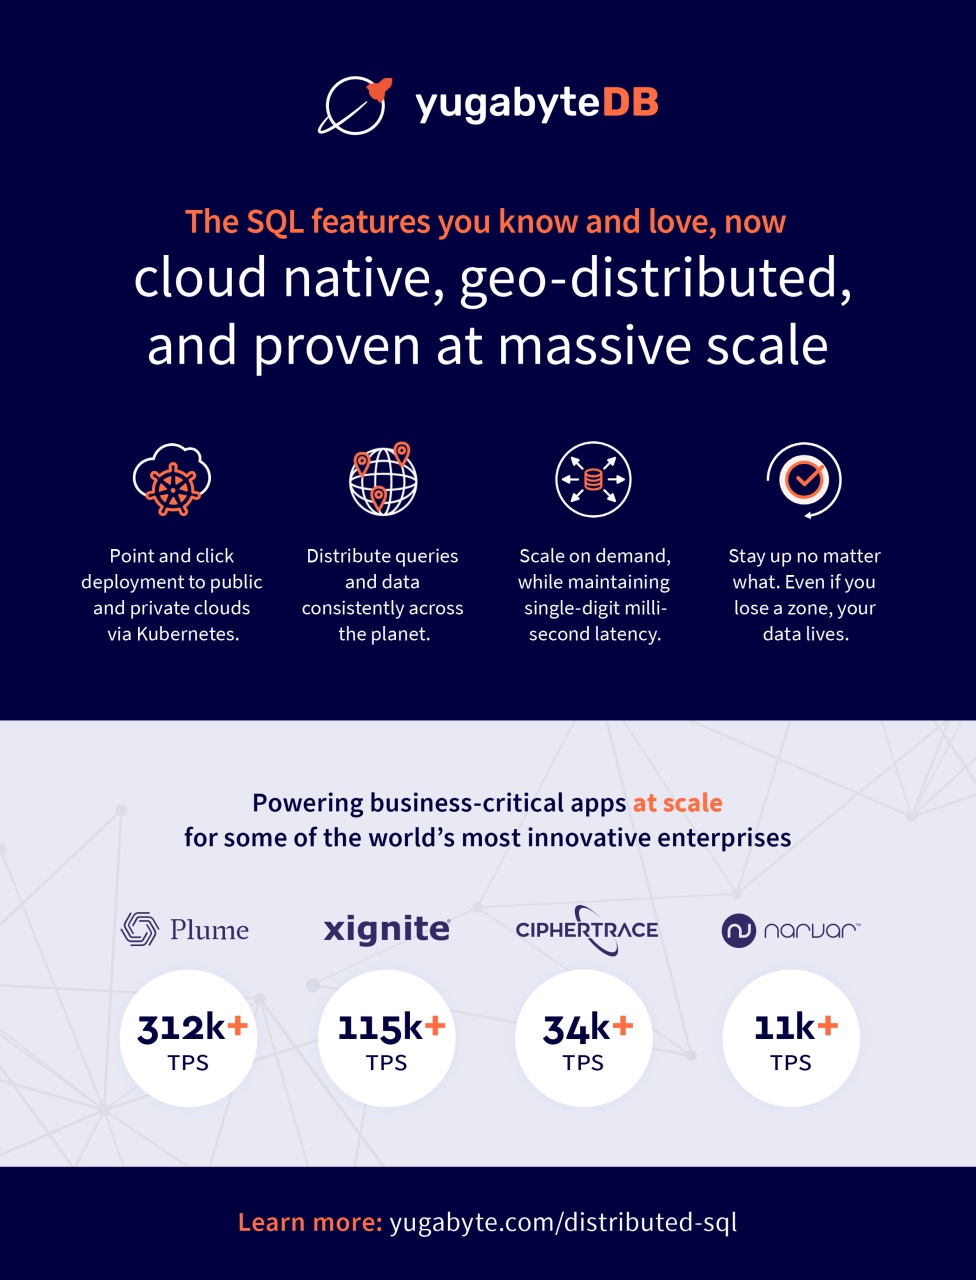 yugabyteDB
The SQL features you know and love, now
cloud native, geo-distributed,
and proven at massive scale
Point and click
deployment to public
and private clouds
via Kubernetes.
Distribute queries
and data
consistently across
the planet.
Scale on demand,
while maintaining
single-digit milli-
second latency.
Stay up no matter
what. Even if you
lose a zone, your
data lives.
Powering business-critical apps at scale
for some of the world’s most innovative enterprises
Plume
312k+
TPS
xignite®
115k+
TPS
CIPHERTRACE
34k+
TPS
narvar™
11k+
TPS
Learn more: yugabyte.com/distributed-sql